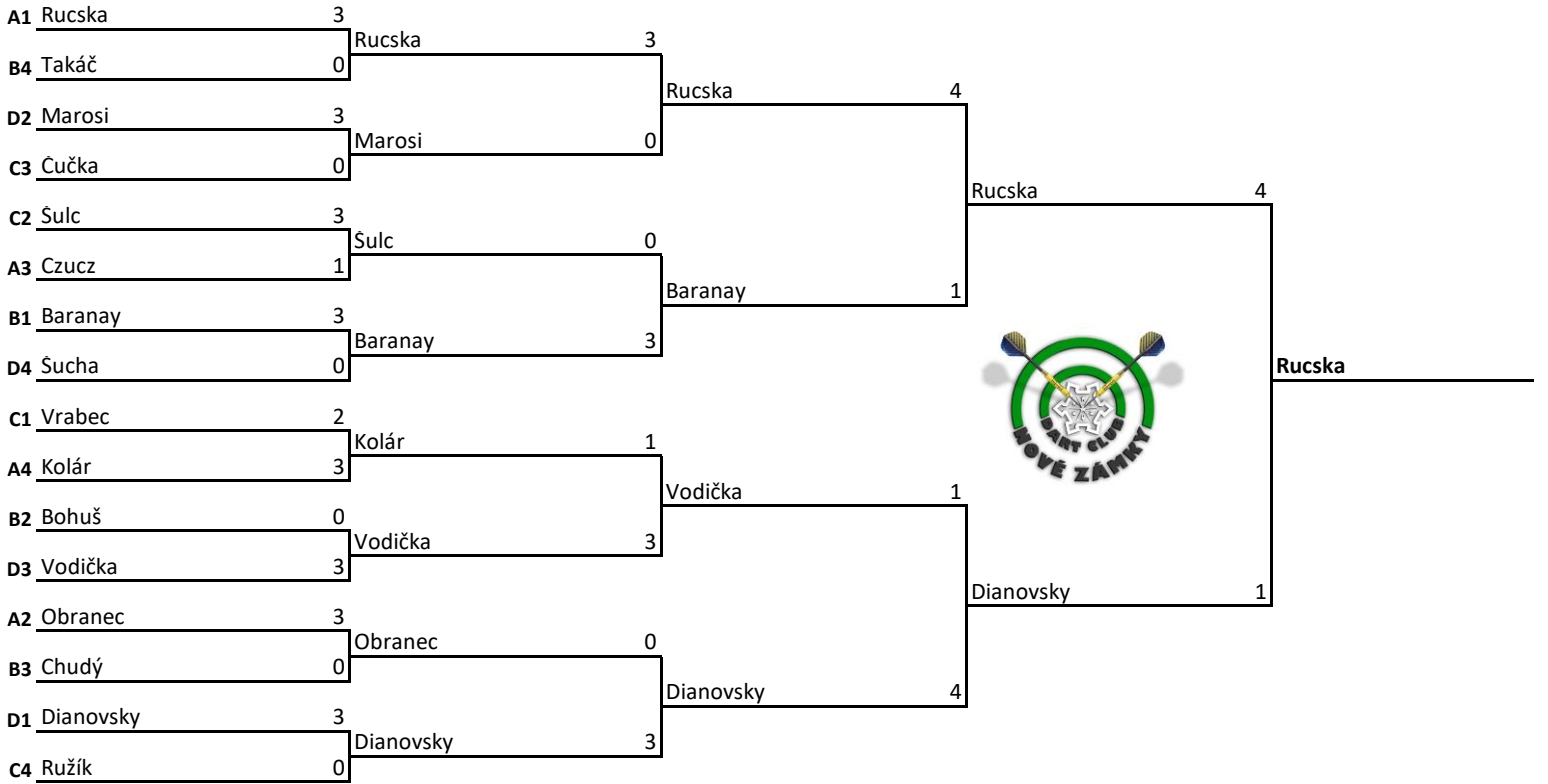 A1 Rucska 3
Rucska 3
B4 Takáč 0
Rucska 4
D2 Marosi 3
Marosi 0
C3 Čučka 0
Rucska 4
C2 Šulc 3
Šulc 0
A3 Czucz 1
Baranay 1
B1 Baranay 3
Baranay 3
D4 Šucha 0
Rucska
C1 Vrabec 2
DART CLUB
NOVÉ ZÁMKY
Kolár 1
A4 Kolár 3
Vodička 1
B2 Bohuš 0
Vodička 3
D3 Vodička 3
Dianovsky 1
A2 Obranec 3
Obranec 0
B3 Chudý 0
Dianovsky 4
D1 Dianovsky 3
Dianovsky 3
C4 Ružík 0